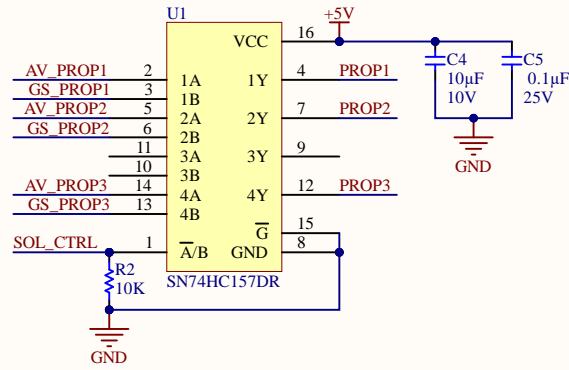 U1
+5V
VCC 16
AV_PROP1 2 1A 1Y 4 PROP1
GS_PROP1 3 1B
AV_PROP2 5 2A 2Y 7 PROP2
GS_PROP2 6 2B
11 3A 3Y 9
10 3B
AV_PROP3 14 4A 4Y 12 PROP3
GS_PROP3 13 4B
G 15
SOL_CTRL 1 A/B GND 8
SN74HC157DR
R2
10K
GND
C4
10µF
10V
C5
0.1µF
25V
GND